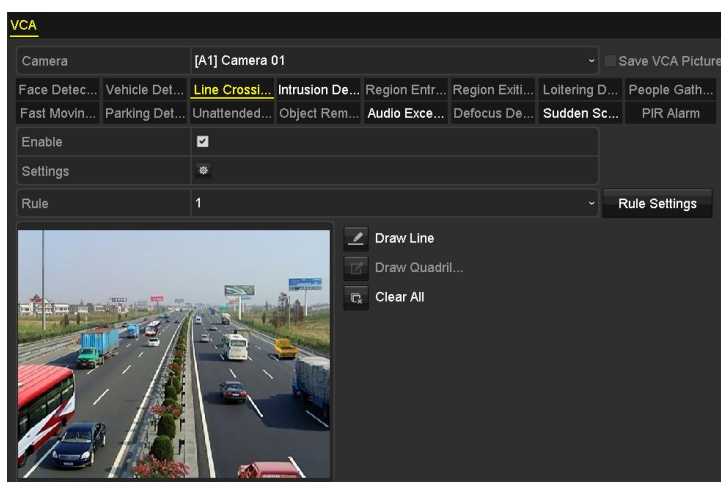 VCA
Camera [A1] Camera 01 Save VCA Picture
Face Detec... Vehicle Det... Line Crossi... Intrusion De... Region Entr... Region Exiti... Loitering D... People Gath...
Fast Movin... Parking Det... Unattended... Object Rem... Audio Exce... Defocus De... Sudden Sc... PIR Alarm
Enable
Settings
Rule 1 Rule Settings
Draw Line
Draw Quadril...
Clear All